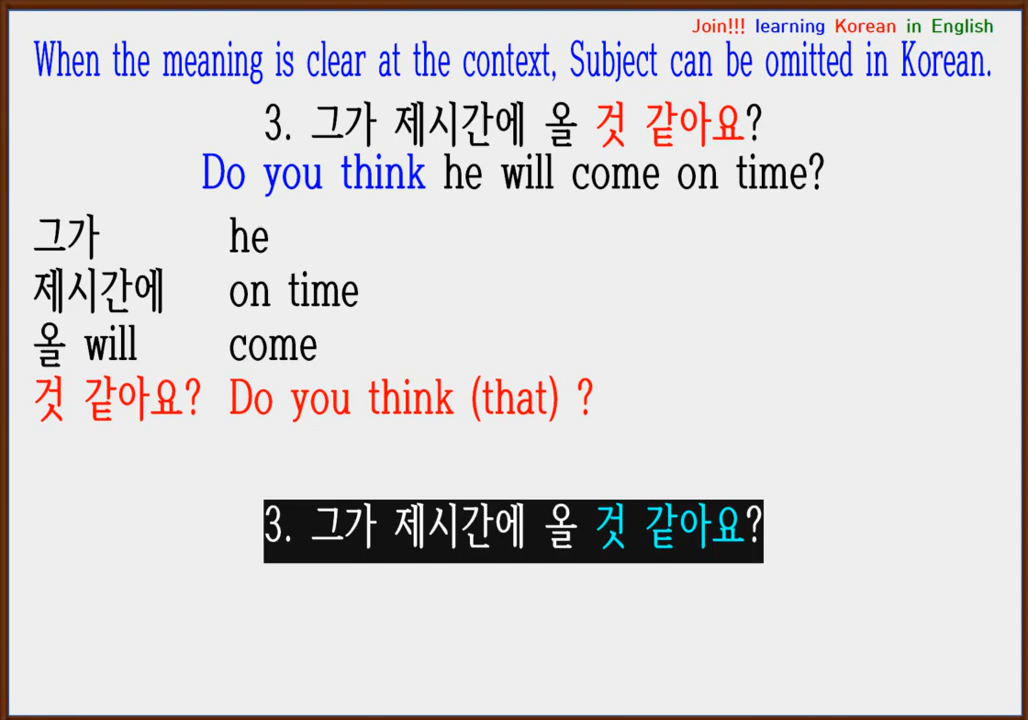 Join!!! learning Korean in English
When the meaning is clear at the context, Subject can be omitted in Korean.
3. 그가 제시간에 올 것 같아요?
Do you think he will come on time?
그가 he
제시간에 on time
올 will come
것 같아요? Do you think (that) ?
3. 그가 제시간에 올 것 같아요?